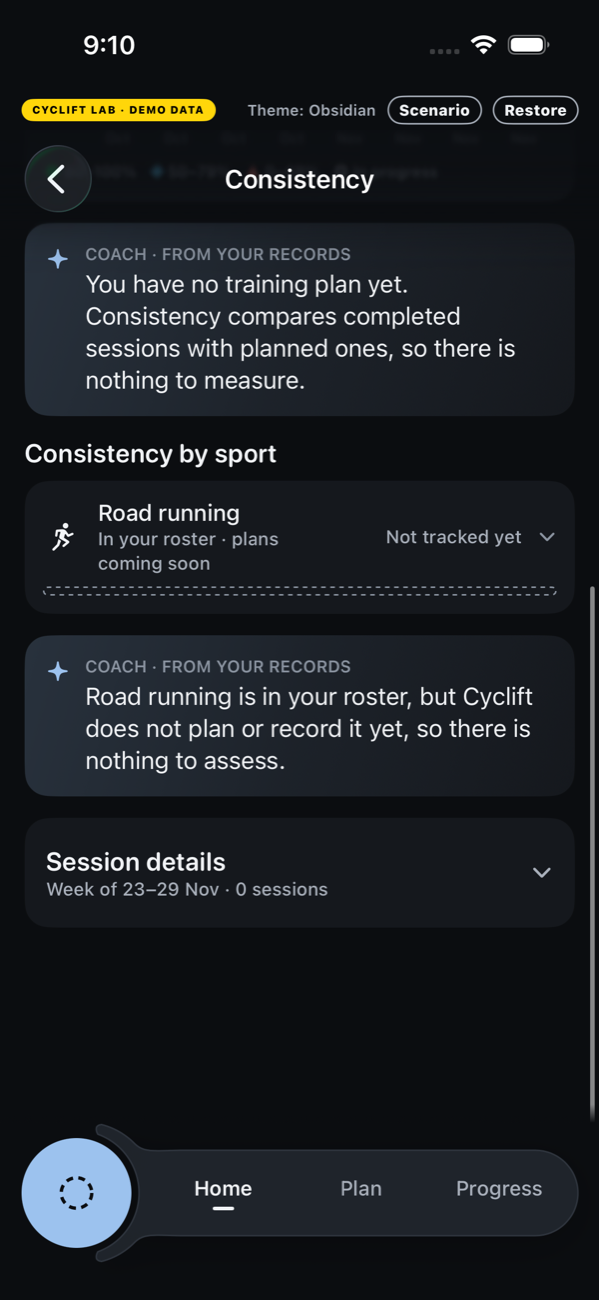 9:10
CYCLIFT LAB · DEMO DATA
Theme: Obsidian
Scenario
Restore
Consistency
COACH · FROM YOUR RECORDS
You have no training plan yet.
Consistency compares completed
sessions with planned ones, so there is
nothing to measure.
Consistency by sport
Road running
In your roster · plans
coming soon
Not tracked yet
COACH · FROM YOUR RECORDS
Road running is in your roster, but Cyclift
does not plan or record it yet, so there is
nothing to assess.
Session details
Week of 23–29 Nov · 0 sessions
Home
Plan
Progress